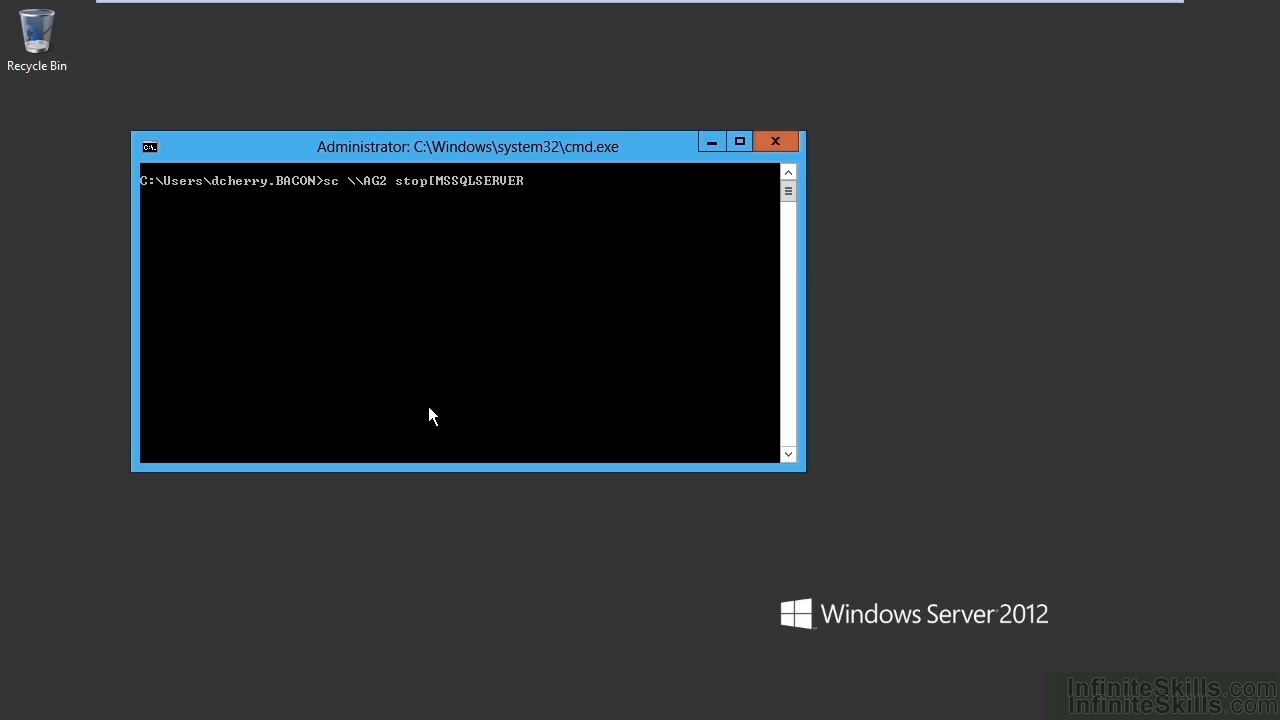 Recycle Bin
Administrator: C:\Windows\system32\cmd.exe
C:\Users\dcherry.BACON>sc \\AG2 stop[MSSQLSERVER
Windows Server 2012
InfiniteSkills.com
InfiniteSkills.com